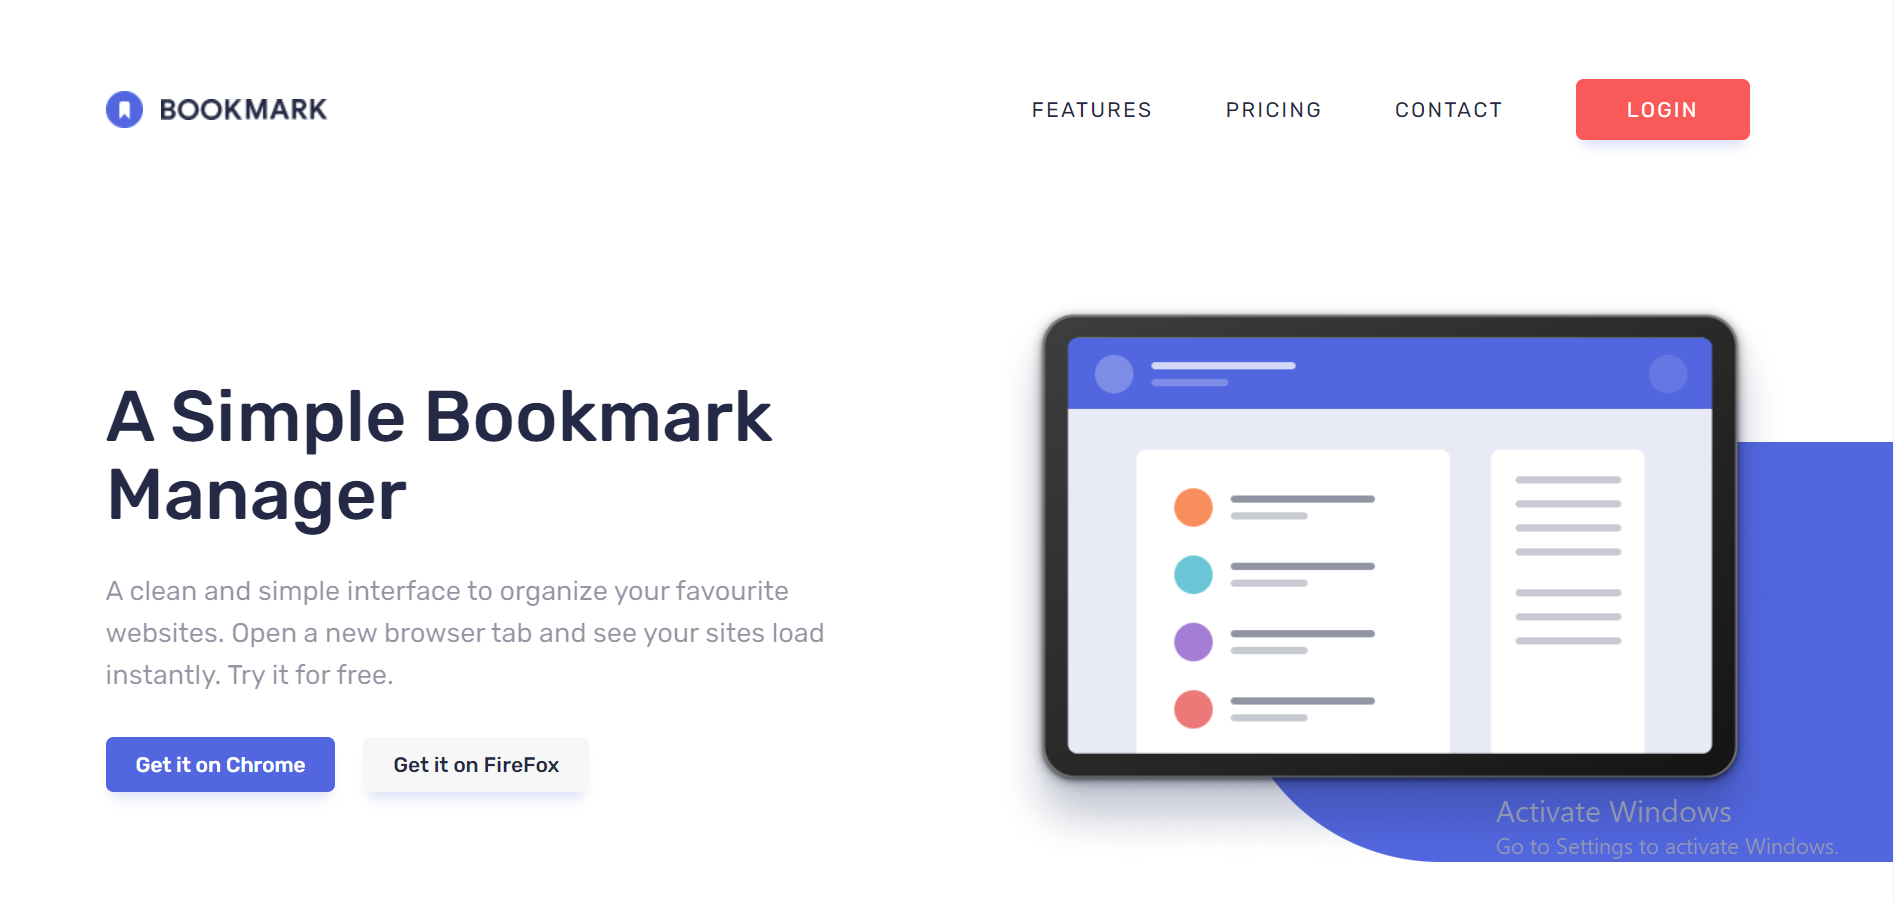 BOOKMARK
FEATURES PRICING CONTACT LOGIN
A Simple Bookmark
Manager
A clean and simple interface to organize your favourite
websites. Open a new browser tab and see your sites load
instantly. Try it for free.
Get it on Chrome Get it on FireFox
Activate Windows
Go to Settings to activate Windows.